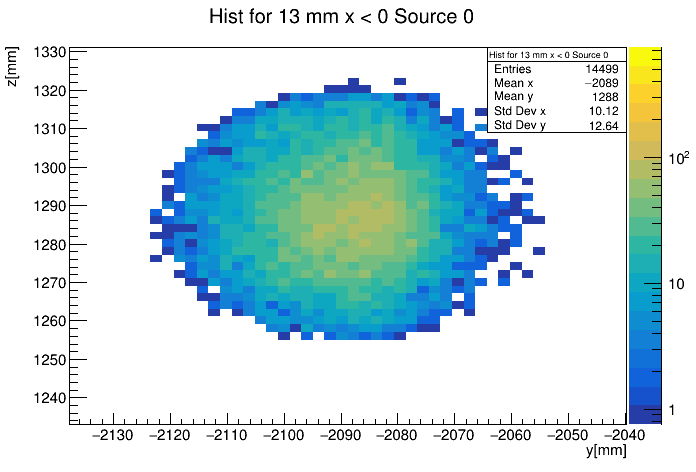 Hist for 13 mm x < 0 Source 0
z[mm]
1330
1320
1310
1300
1290
1280
1270
1260
1250
1240
Hist for 13 mm x < 0 Source 0
Entries 14499
Mean x −2089
Mean y 1288
Std Dev x 10.12
Std Dev y 12.64
10²
10
1
−2130 −2120 −2110 −2100 −2090 −2080 −2070 −2060 −2050 −2040
y[mm]